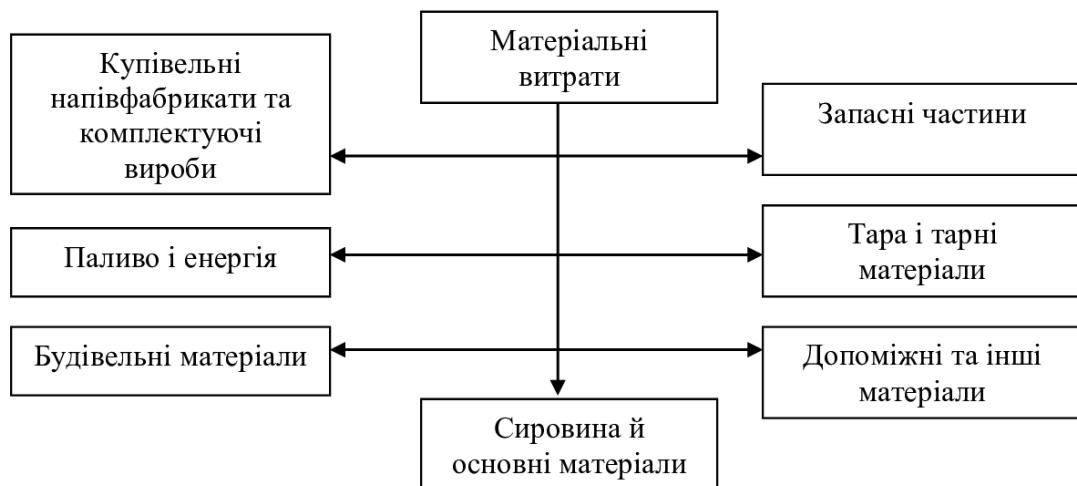 Матеріальні
витрати
Купівельні
напівфабрикати та
комплектуючі
вироби
Запасні частини
Паливо і енергія
Тара і тарні
матеріали
Будівельні матеріали
Допоміжні та інші
матеріали
Сировина й
основні матеріали